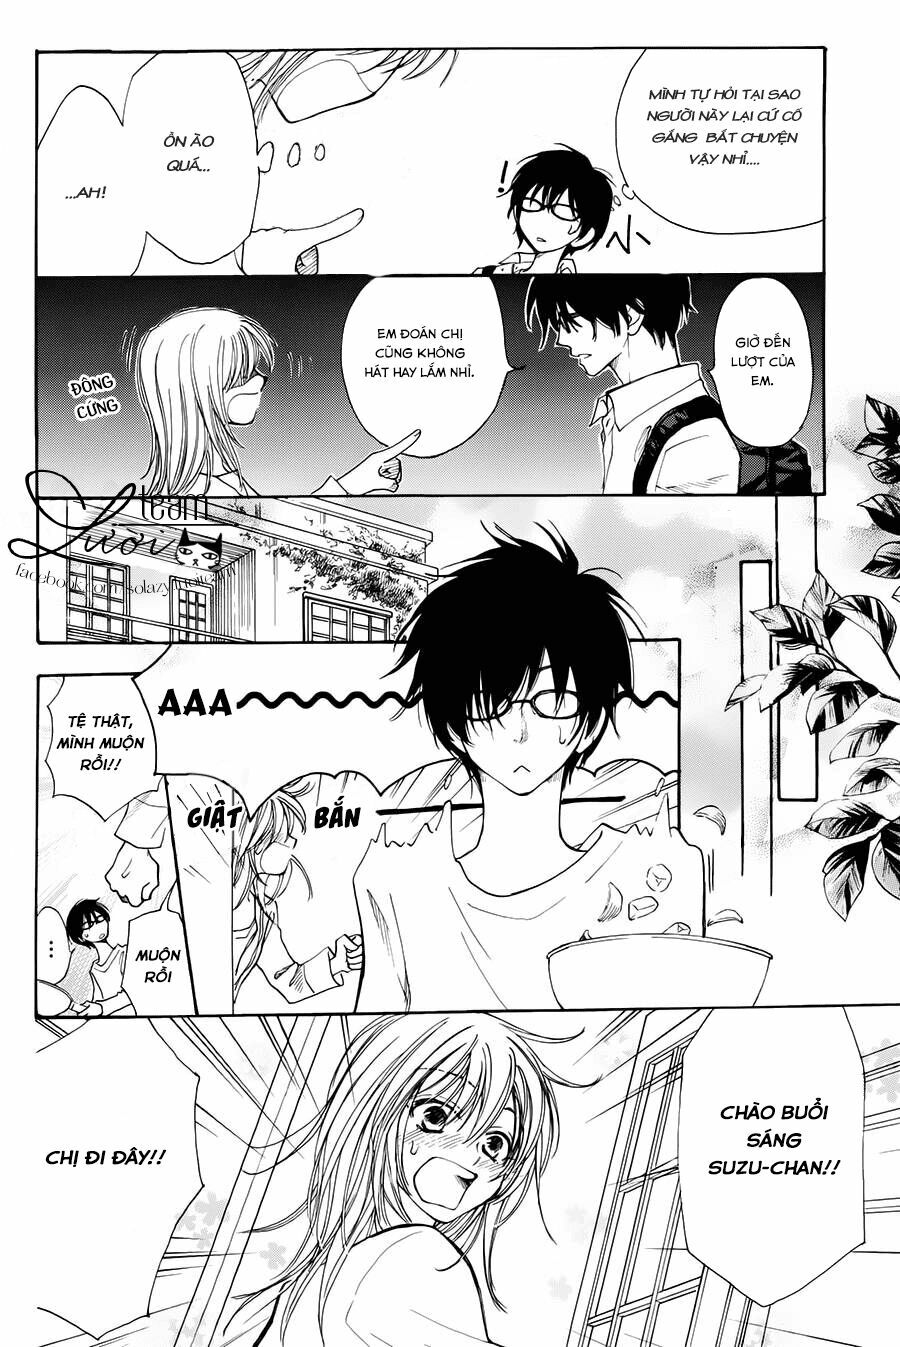 MÌNH TỰ HỎI TẠI SAO
NGƯỜI NÀY LẠI CỨ CỐ
GẮNG BẮT CHUYỆN
VẬY NHỈ....
!
ỒN ÀO
QUÁ...
...AH!
GIỜ ĐẾN
LƯỢT CỦA
EM.
EM ĐOÁN CHỊ
CŨNG KHÔNG
HÁT HAY LẮM NHỈ.
ĐÔNG
CỨNG
team
Lười
AAA
TỆ THẬT,
MÌNH MUỘN
RỒI!!
GIẬT
BẮN
...
MUỘN
RỒI
CHÀO BUỔI
SÁNG
SUZU-CHAN!!
CHỊ ĐI ĐÂY!!